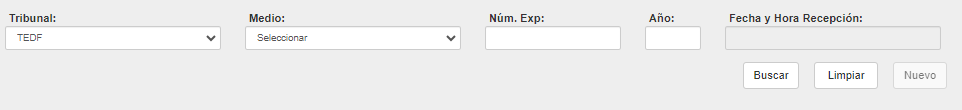 Tribunal: Medio: Núm. Exp: Año: Fecha y Hora Recepción:
TEDF Seleccionar
Buscar Limpiar Nuevo